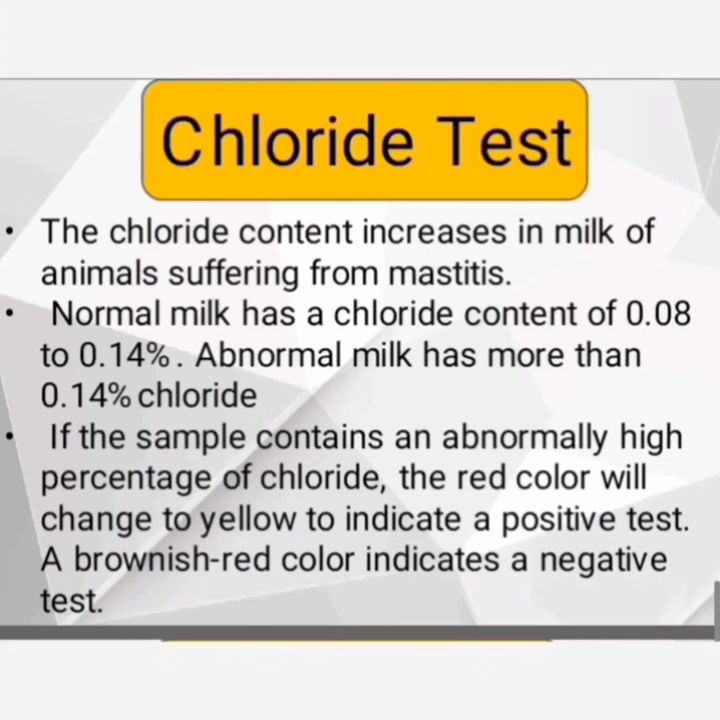 Chloride Test
• The chloride content increases in milk of
animals suffering from mastitis.
• Normal milk has a chloride content of 0.08
to 0.14%. Abnormal milk has more than
0.14% chloride
• If the sample contains an abnormally high
percentage of chloride, the red color will
change to yellow to indicate a positive test.
A brownish-red color indicates a negative
test.